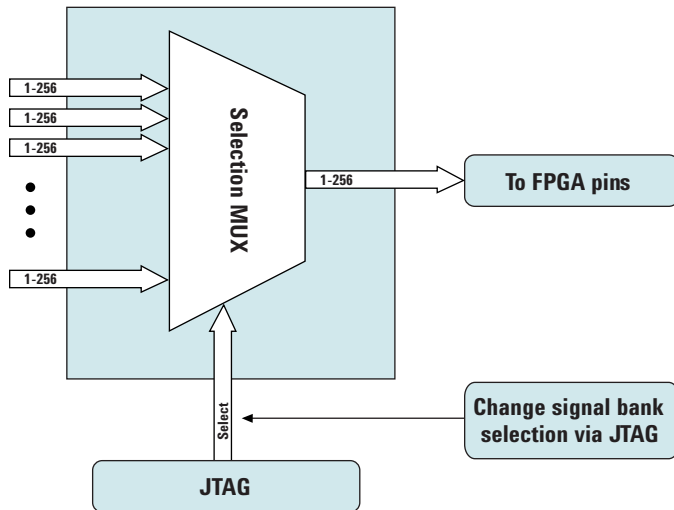 1-256
1-256
1-256
1-256
Selection MUX
1-256
To FPGA pins
Select
Change signal bank
selection via JTAG
JTAG